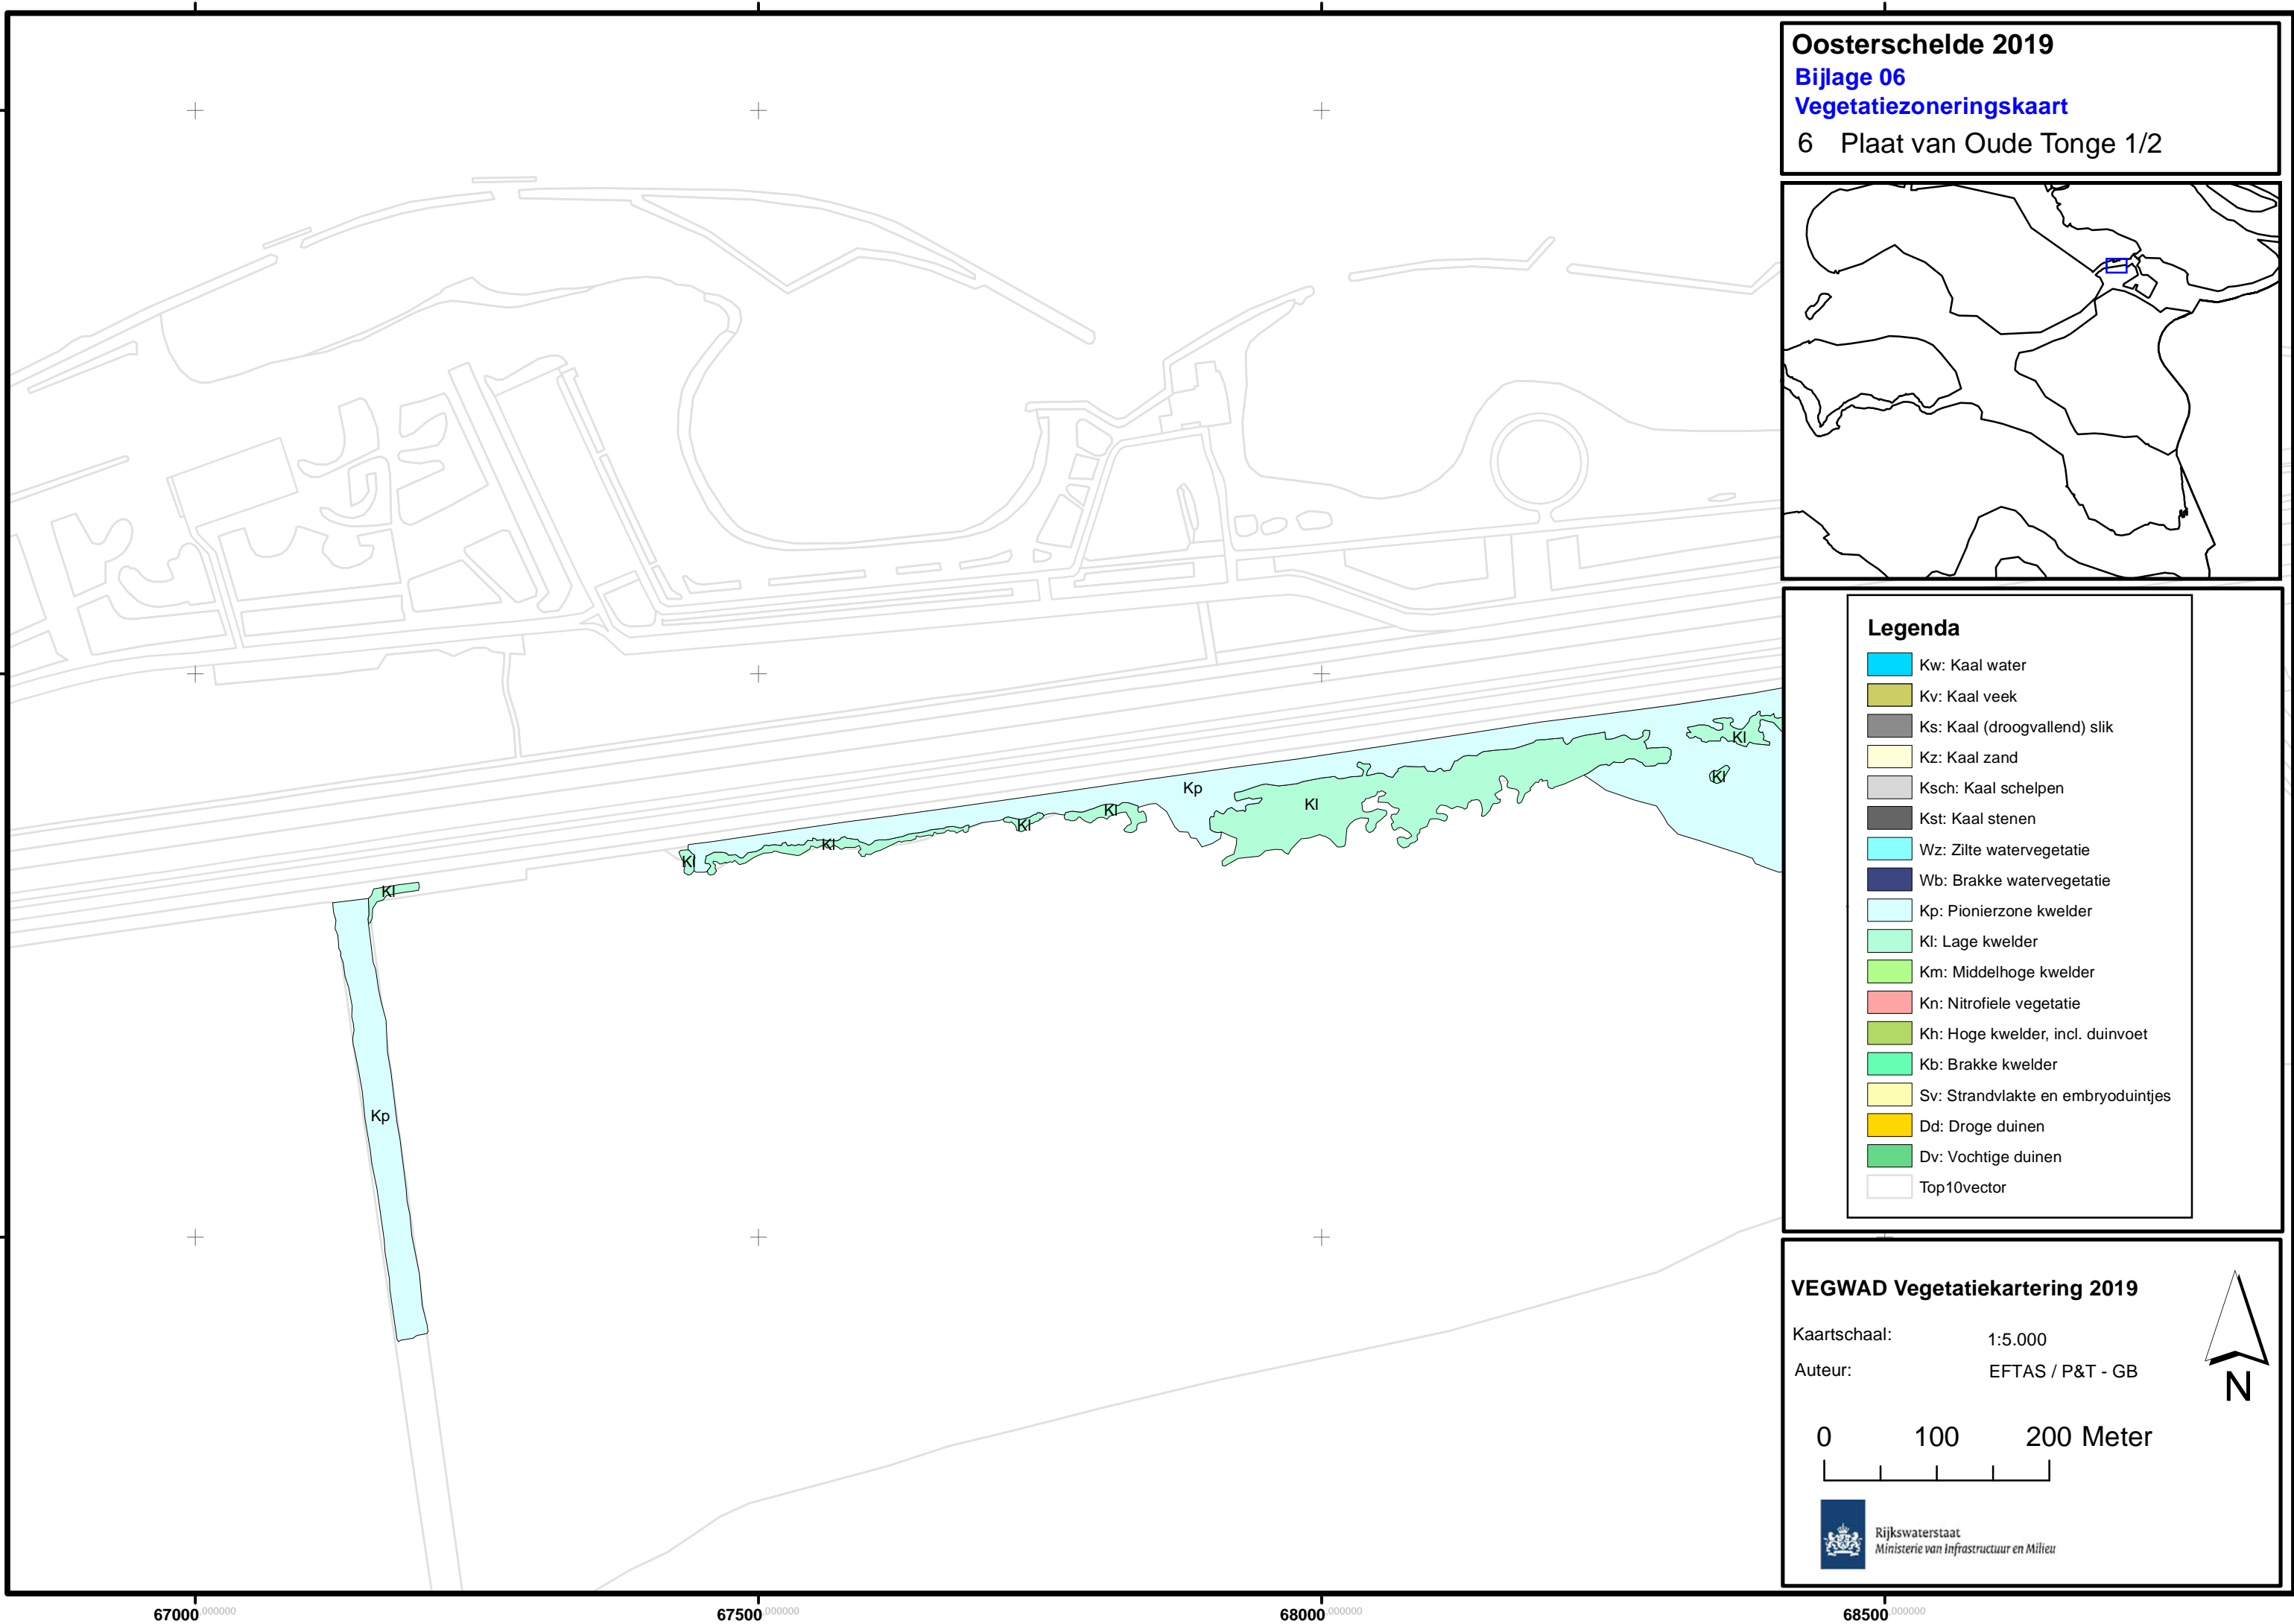 Oosterschelde 2019
Bijlage 06
Vegetatiezoneringskaart
6 Plaat van Oude Tonge 1/2
Legenda
Kw: Kaal water
Kv: Kaal veek
Ks: Kaal (droogvallend) slik
Kz: Kaal zand
Ksch: Kaal schelpen
Kst: Kaal stenen
Wz: Zilte watervegetatie
Wb: Brakke watervegetatie
Kp: Pionierzone kwelder
Kl: Lage kwelder
Km: Middelhoge kwelder
Kn: Nitrofiele vegetatie
Kh: Hoge kwelder, incl. duinvoet
Kb: Brakke kwelder
Sv: Strandvlakte en embryoduintjes
Dd: Droge duinen
Dv: Vochtige duinen
Top10vector
Kl
Kl
Kp
Kl
Kl
Kl
Kl
Kl
Kl
Kp
VEGWAD Vegetatiekartering 2019
Kaartschaal: 1:5.000
Auteur: EFTAS / P&T - GB
N
0 100 200 Meter
Rijkswaterstaat
Ministerie van Infrastructuur en Milieu
67000.000000 67500.000000 68000.000000 68500.000000